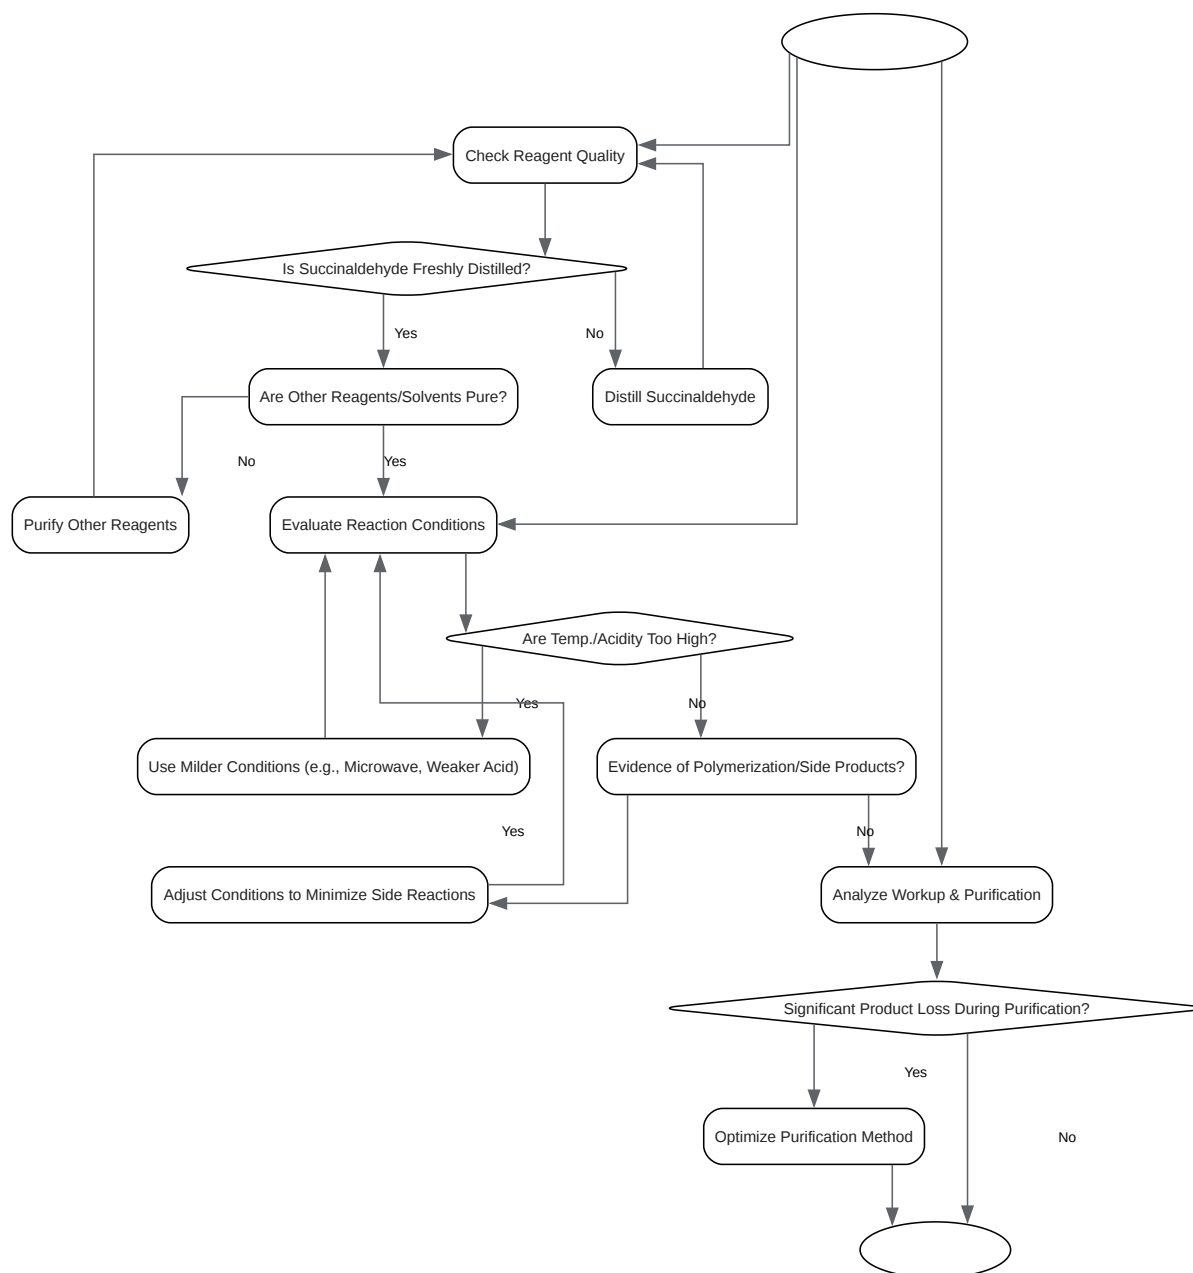 Check Reagent Quality
Is Succinaldehyde Freshly Distilled?
Yes
No
Are Other Reagents/Solvents Pure?
Distill Succinaldehyde
No
Yes
Purify Other Reagents
Evaluate Reaction Conditions
Are Temp./Acidity Too High?
Yes
No
Use Milder Conditions (e.g., Microwave, Weaker Acid)
Evidence of Polymerization/Side Products?
Yes
No
Adjust Conditions to Minimize Side Reactions
Analyze Workup & Purification
Significant Product Loss During Purification?
Yes
Optimize Purification Method
No